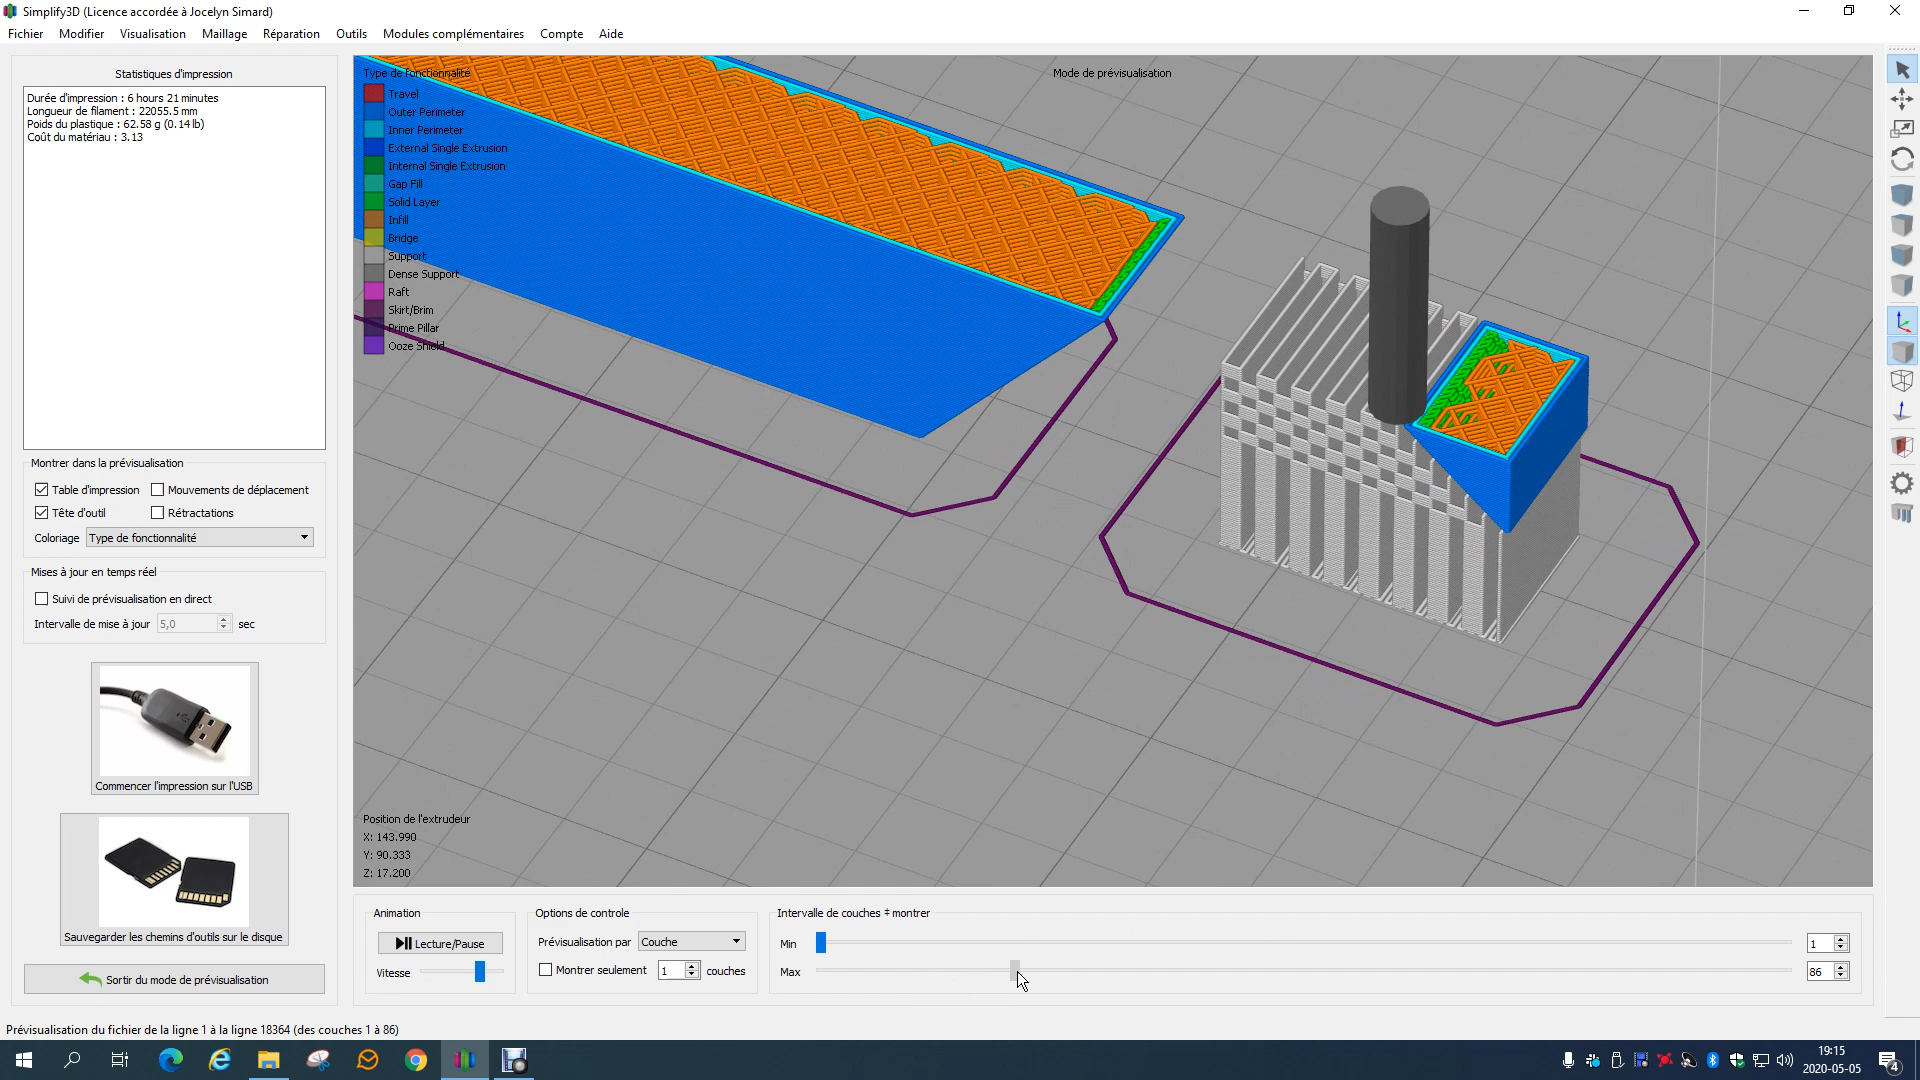 Simplify3D (Licence accordée à Jocelyn Simard)
Fichier Modifier Visualisation Maillage Réparation Outils Modules complémentaires Compte Aide
Statistiques d'impression
Durée d'impression : 6 hours 21 minutes
Longueur de filament : 22055.5 mm
Poids du plastique : 62.58 g (0.14 lb)
Coût du matériau : 3.13
Montrer dans la prévisualisation
Table d'impression Mouvements de déplacement
Tête d'outil Rétractations
Coloriage Type de fonctionnalité
Mises à jour en temps réel
Suivi de prévisualisation en direct
Intervalle de mise à jour 5,0 sec
Commencer l'impression sur l'USB
Sauvegarder les chemins d'outils sur le disque
Sortir du mode de prévisualisation
Type de fonctionnalité
Travel
Outer Perimeter
Inner Perimeter
External Single Extrusion
Internal Single Extrusion
Gap Fill
Solid Layer
Infill
Bridge
Support
Dense Support
Raft
Skirt/Brim
Prime Pillar
Ooze Shield
Mode de prévisualisation
Position de l'extrudeur
X: 143.990
Y: 90.333
Z: 17.200
Animation
Lecture/Pause
Vitesse
Options de controle
Prévisualisation par Couche
Montrer seulement 1 couches
Intervalle de couches ‡ montrer
Min 1
Max 86
Prévisualisation du fichier de la ligne 1 à la ligne 18364 (des couches 1 à 86)
19:15
2020-05-05
4